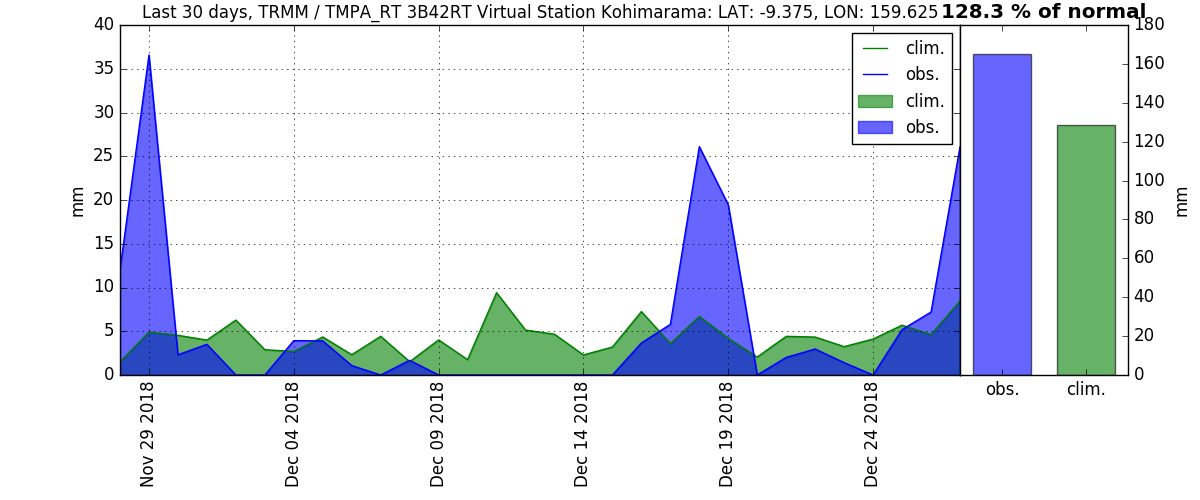 Last 30 days, TRMM / TMPA_RT 3B42RT Virtual Station Kohimarama: LAT: -9.375, LON: 159.625 128.3 % of normal
40
35
30
25
20
15
10
5
0
mm
clim.
obs.
clim.
obs.
180
160
140
120
100
80
60
40
20
0
mm
obs.
clim.
Nov 29 2018
Dec 04 2018
Dec 09 2018
Dec 14 2018
Dec 19 2018
Dec 24 2018